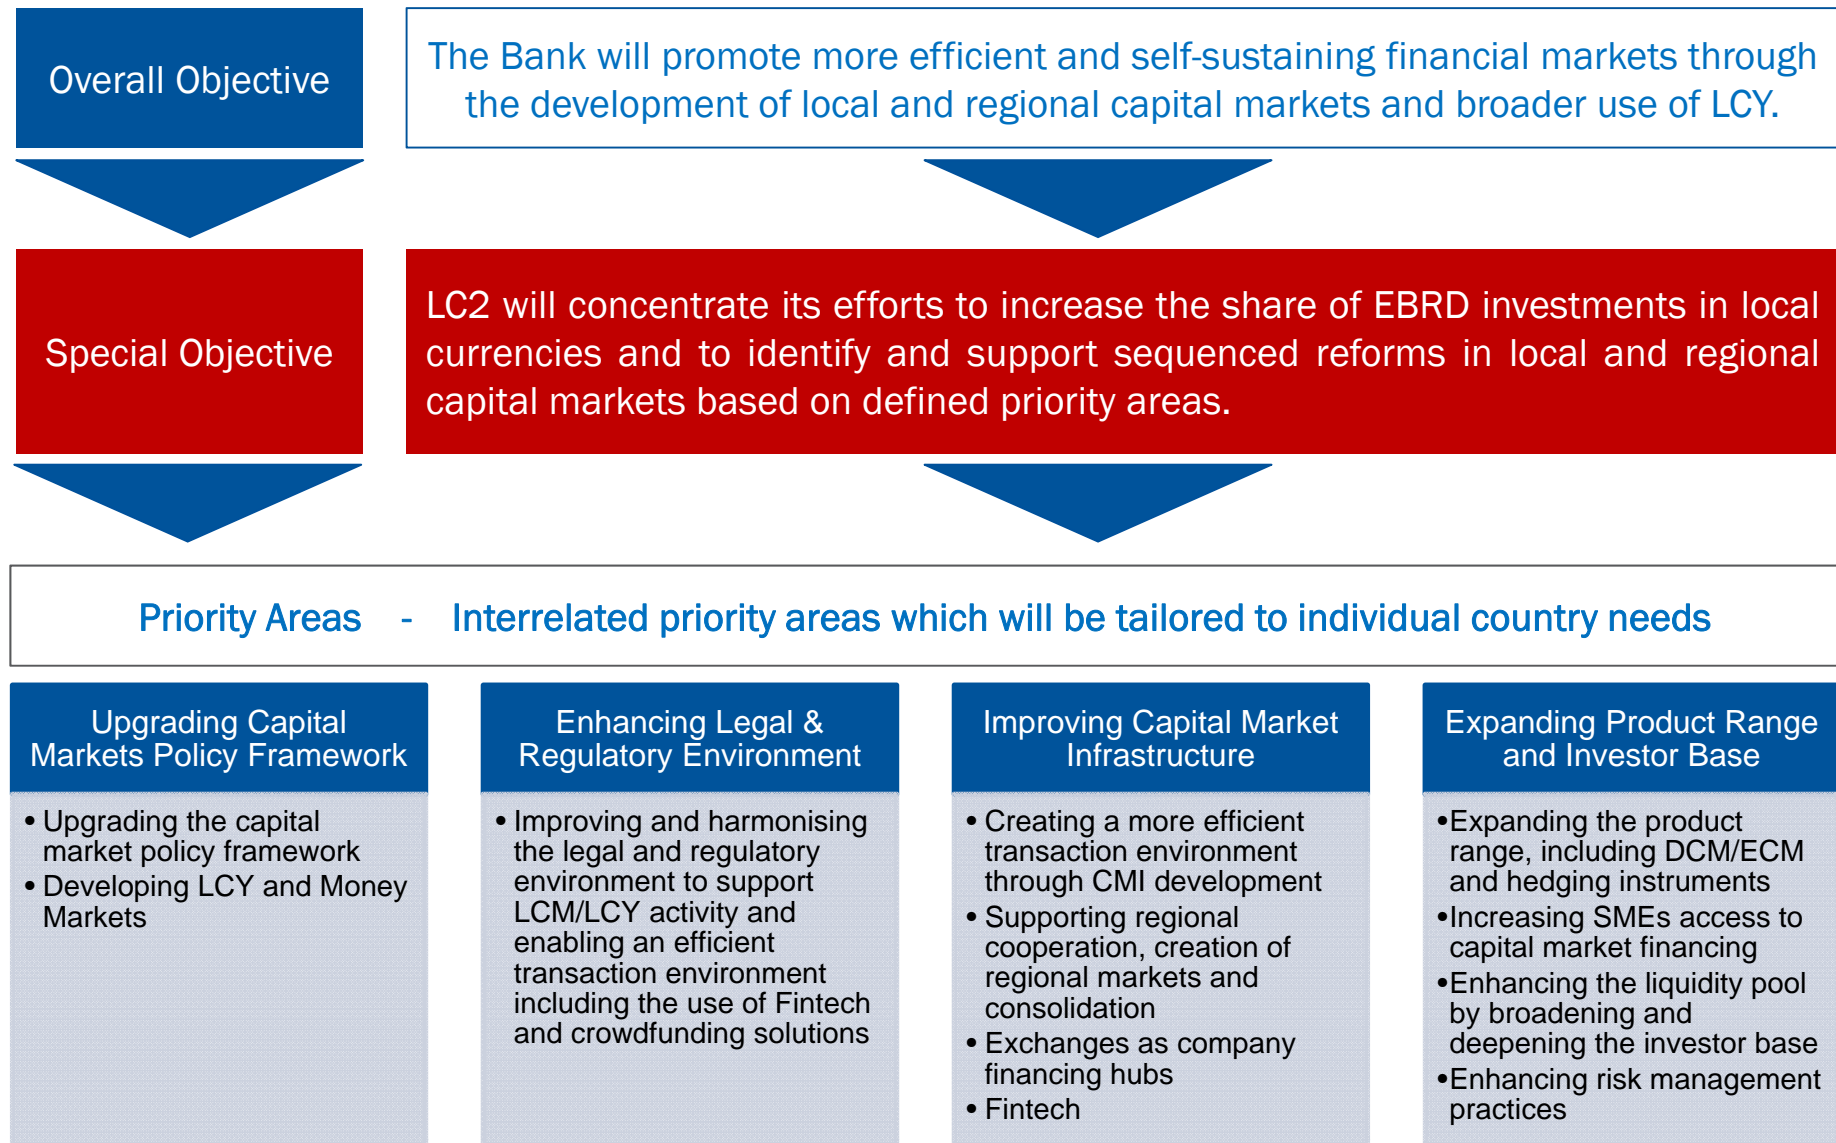 Overall Objective
The Bank will promote more efficient and self-sustaining financial markets through
the development of local and regional capital markets and broader use of LCY.
Special Objective
LC2 will concentrate its efforts to increase the share of EBRD investments in local
currencies and to identify and support sequenced reforms in local and regional
capital markets based on defined priority areas.
Priority Areas - Interrelated priority areas which will be tailored to individual country needs
Upgrading Capital
Markets Policy Framework
• Upgrading the capital
market policy framework
• Developing LCY and Money
Markets
Enhancing Legal &
Regulatory Environment
• Improving and harmonising
the legal and regulatory
environment to support
LCM/LCY activity and
enabling an efficient
transaction environment
including the use of Fintech
and crowdfunding solutions
Improving Capital Market
Infrastructure
• Creating a more efficient
transaction environment
through CMI development
• Supporting regional
cooperation, creation of
regional markets and
consolidation
• Exchanges as company
financing hubs
• Fintech
Expanding Product Range
and Investor Base
•Expanding the product
range, including DCM/ECM
and hedging instruments
•Increasing SMEs access to
capital market financing
•Enhancing the liquidity pool
by broadening and
deepening the investor base
•Enhancing risk management
practices